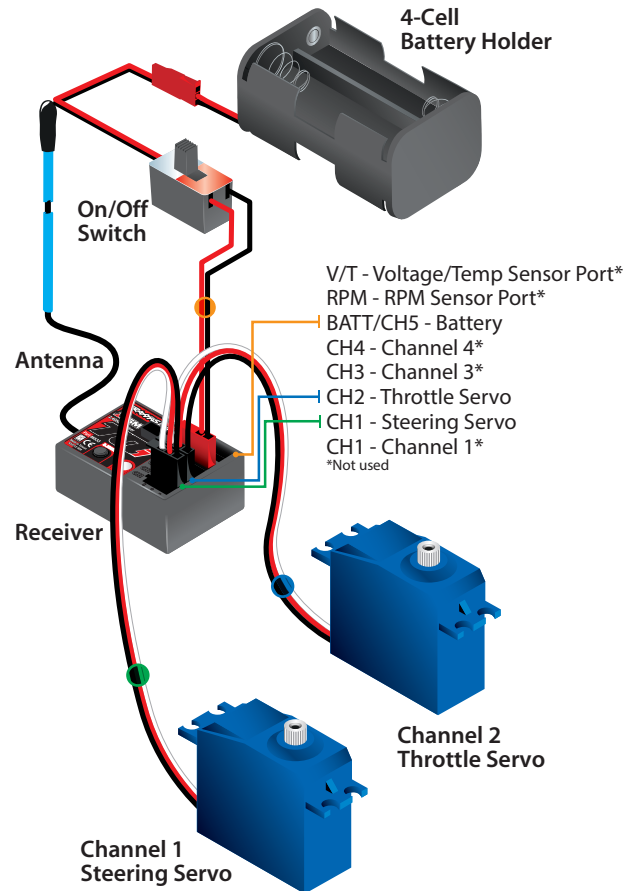 4-Cell
Battery Holder
On/Off
Switch
V/T - Voltage/Temp Sensor Port*
RPM - RPM Sensor Port*
BATT/CH5 - Battery
CH4 - Channel 4*
CH3 - Channel 3*
CH2 - Throttle Servo
CH1 - Steering Servo
CH1 - Channel 1*
*Not used
Antenna
Receiver
Channel 2
Throttle Servo
Channel 1
Steering Servo